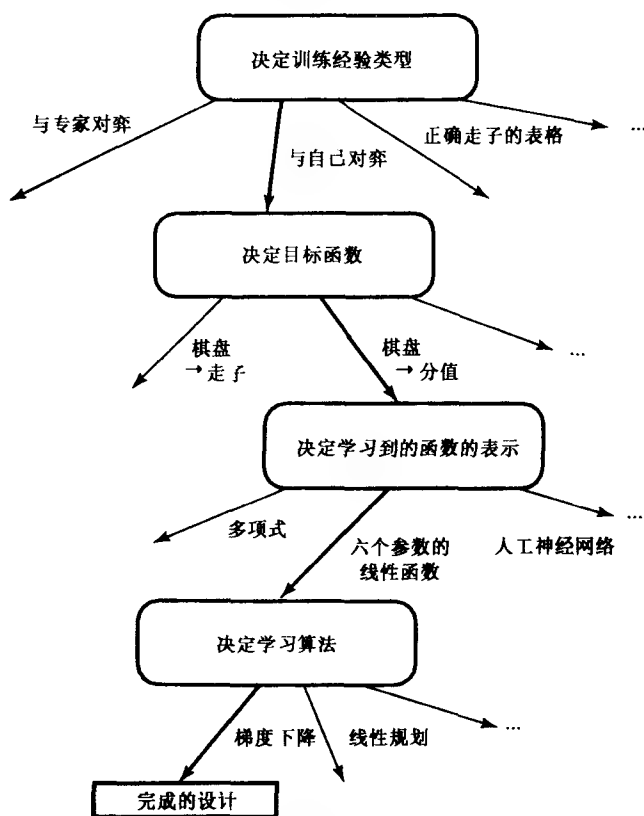 决定训练经验类型
与专家对弈
与自己对弈
正确走子的表格
...
决定目标函数
棋盘
→走子
棋盘
→分值
...
决定学习到的函数的表示
多项式
六个参数的
线性函数
人工神经网络
...
决定学习算法
梯度下降
线性规划
...
完成的设计